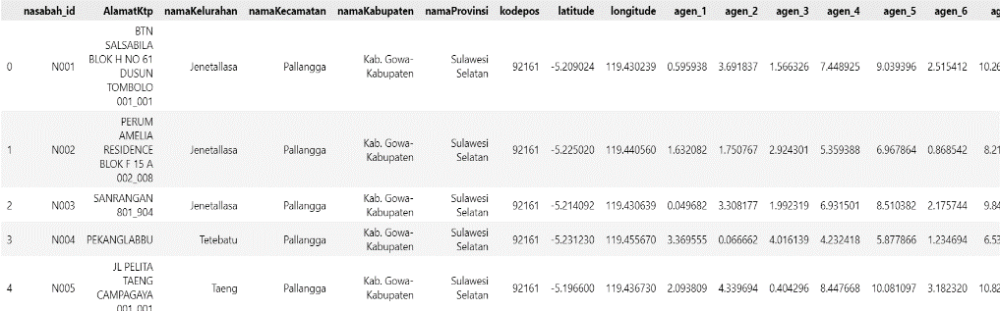 nasabah_id AlamatKtp namaKelurahan namaKecamatan namaKabupaten namaProvinsi kodepos latitude longitude agen_1 agen_2 agen_3 agen_4 agen_5 agen_6 ag
BTN
SALSABILA
BLOK H NO 61
DUSUN
TOMBOLO
001_001
0 N001 Jenetallasa Pallangga Kab. Gowa-
Kabupaten Sulawesi
Selatan 92161 -5.209024 119.430239 0.595938 3.691837 1.566326 7.448925 9.039396 2.515412 10.26
PERUM
AMELIA
RESIDENCE
BLOK F 15 A
002_008
1 N002 Jenetallasa Pallangga Kab. Gowa-
Kabupaten Sulawesi
Selatan 92161 -5.225020 119.440560 1.632082 1.750767 2.924301 5.359388 6.967864 0.868542 8.21
SANRANGAN
801_904
2 N003 Jenetallasa Pallangga Kab. Gowa-
Kabupaten Sulawesi
Selatan 92161 -5.214092 119.430639 0.049682 3.308177 1.992319 6.931501 8.510382 2.175744 9.84
3 N004 PEKANGLABBU Tetebatu Pallangga Kab. Gowa-
Kabupaten Sulawesi
Selatan 92161 -5.231230 119.455670 3.369555 0.066662 4.016139 4.232418 5.877866 1.234694 6.53
JL PELITA
TAENG
CAMPAGAYA
001_001
4 N005 Taeng Pallangga Kab. Gowa-
Kabupaten Sulawesi
Selatan 92161 -5.196600 119.436730 2.093809 4.339694 0.404296 8.447668 10.081097 3.182320 10.82